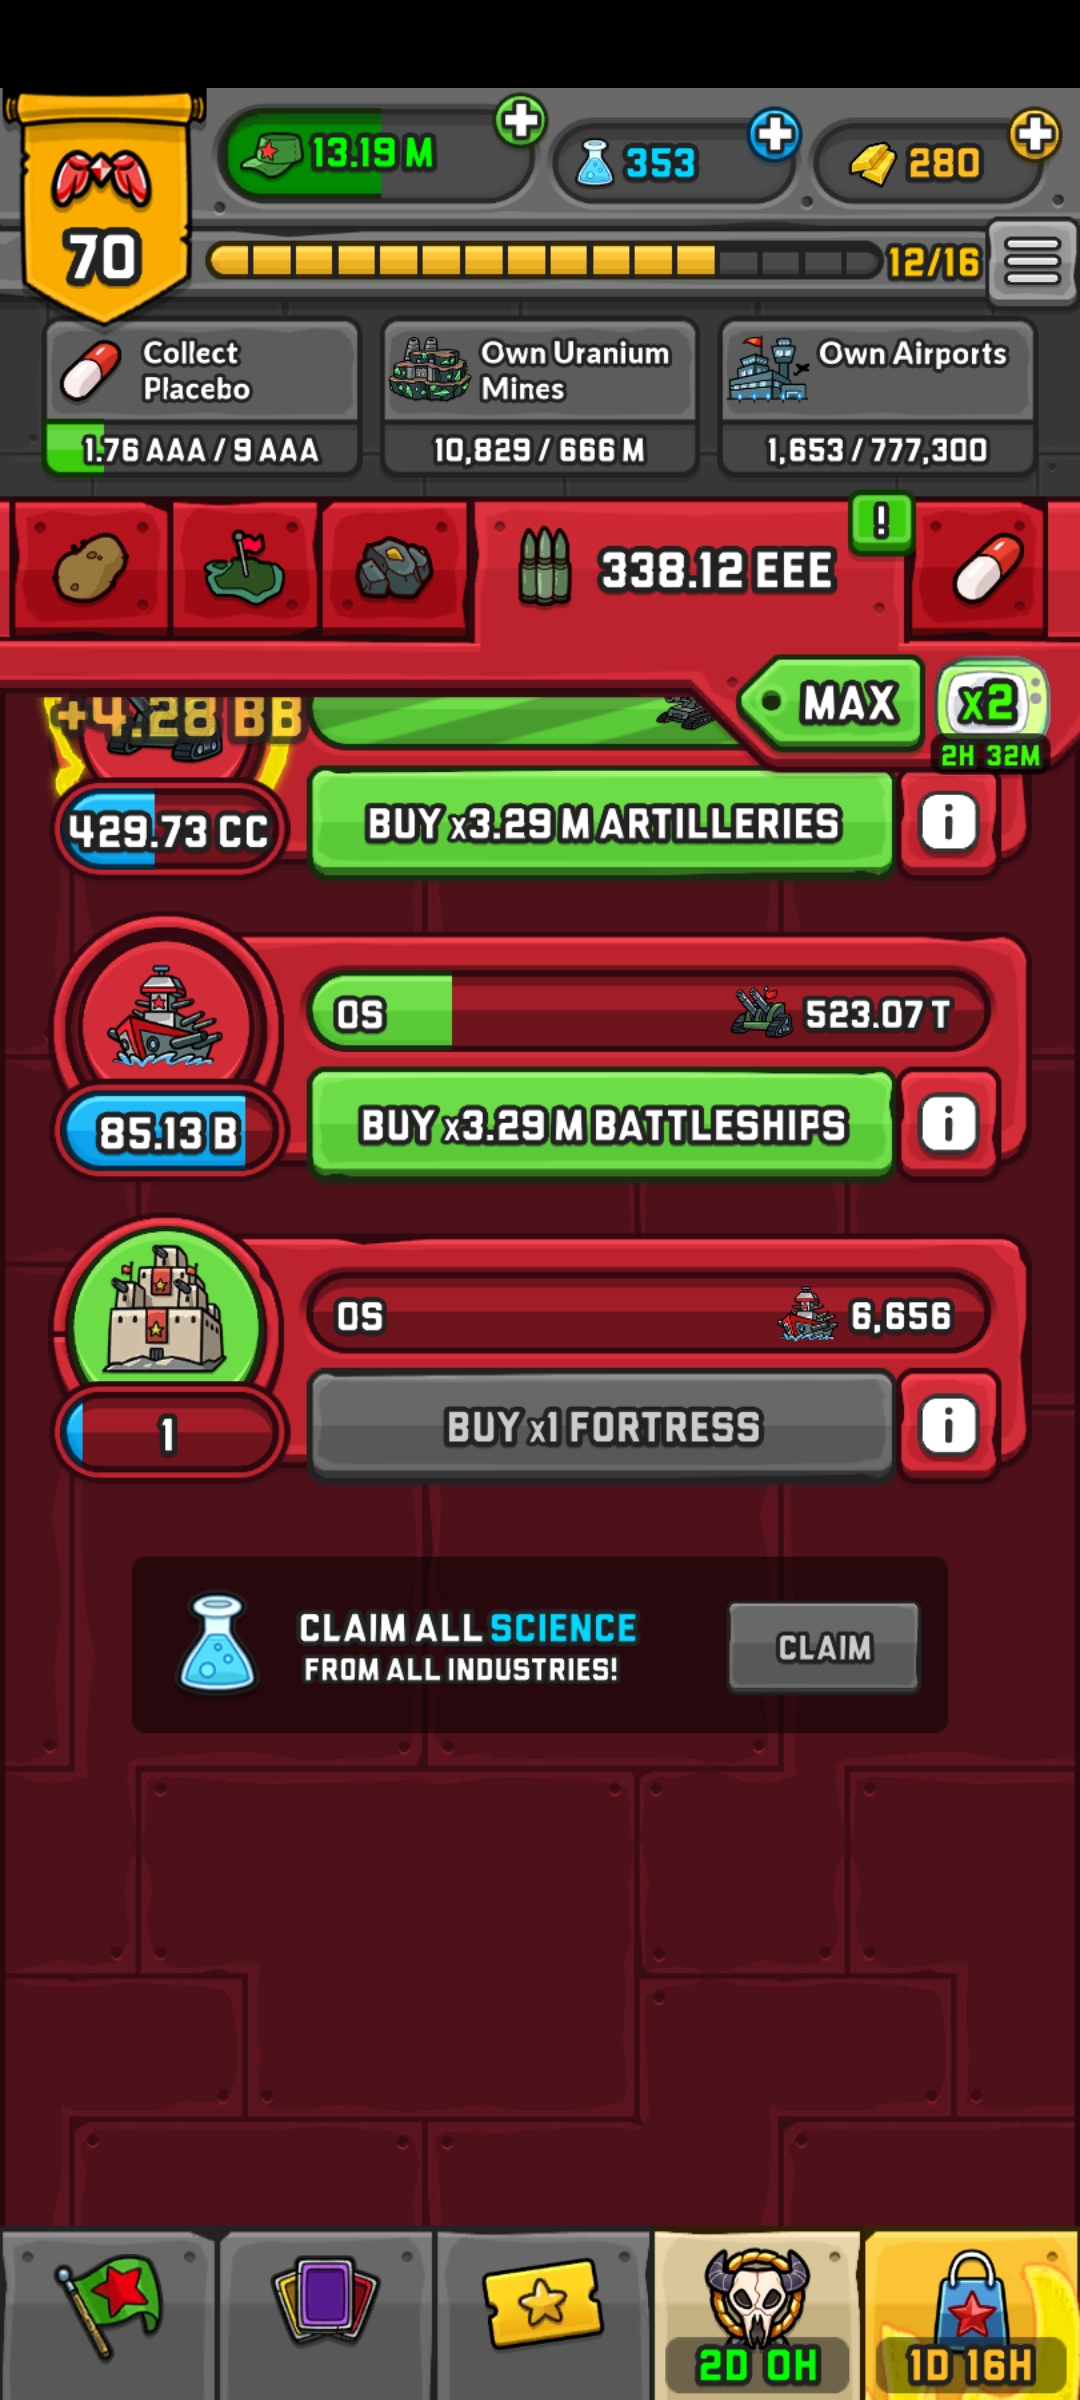 13.19 M
353
280
70
12/16
Collect
Placebo
Own Uranium
Mines
Own Airports
1.76 AAA / 9 AAA
10,829 / 666 M
1,653 / 777,300
338.12 EEE
!
MAX
x2
2H 32M
+4.28 BB
429.73 CC
BUY x3.29 M ARTILLERIES
i
0S
523.07 T
85.13 B
BUY x3.29 M BATTLESHIPS
i
0S
6,656
1
BUY x1 FORTRESS
i
CLAIM ALL SCIENCE
FROM ALL INDUSTRIES!
CLAIM
2D 0H
1D 16H